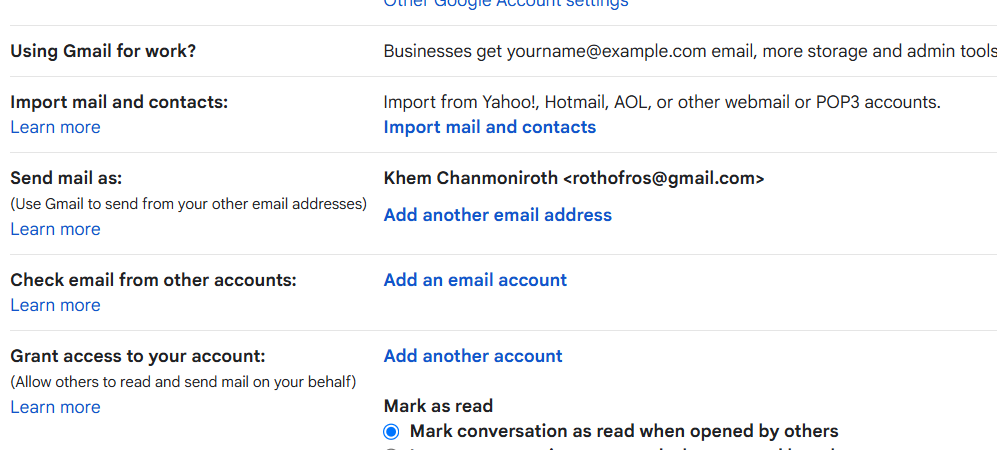 Other Google Account settings
Using Gmail for work?
Businesses get yourname@example.com email, more storage and admin tools
Import mail and contacts:
Import from Yahoo!, Hotmail, AOL, or other webmail or POP3 accounts.
Learn more
Import mail and contacts
Send mail as:
Khem Chanmoniroth <rothofros@gmail.com>
(Use Gmail to send from your other email addresses)
Add another email address
Learn more
Check email from other accounts:
Add an email account
Learn more
Grant access to your account:
Add another account
(Allow others to read and send mail on your behalf)
Learn more
Mark as read
Mark conversation as read when opened by others